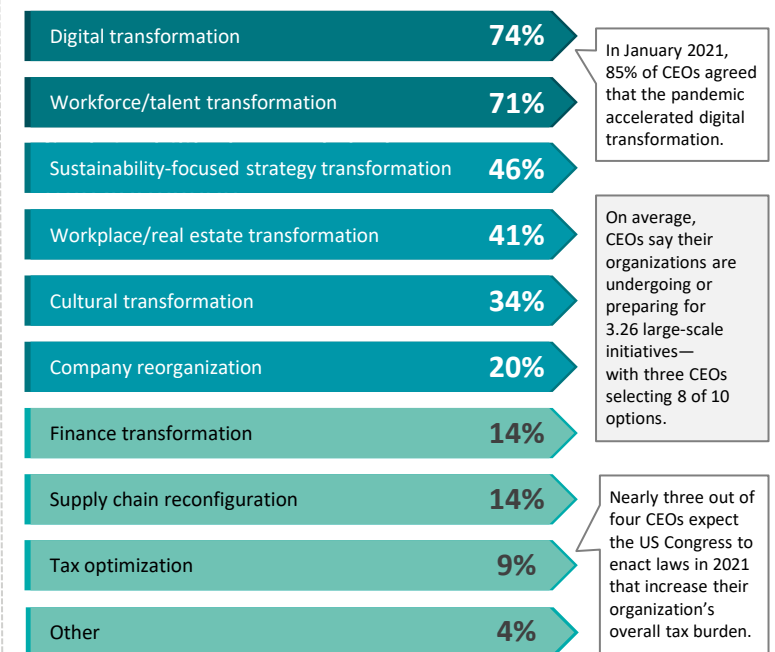 Digital transformation 74%
Workforce/talent transformation 71%
Sustainability-focused strategy transformation 46%
Workplace/real estate transformation 41%
Cultural transformation 34%
Company reorganization 20%
Finance transformation 14%
Supply chain reconfiguration 14%
Tax optimization 9%
Other 4%
In January 2021,
85% of CEOs agreed
that the pandemic
accelerated digital
transformation.
On average,
CEOs say their
organizations are
undergoing or
preparing for
3.26 large-scale
initiatives—
with three CEOs
selecting 8 of 10
options.
Nearly three out of
four CEOs expect
the US Congress to
enact laws in 2021
that increase their
organization’s
overall tax burden.